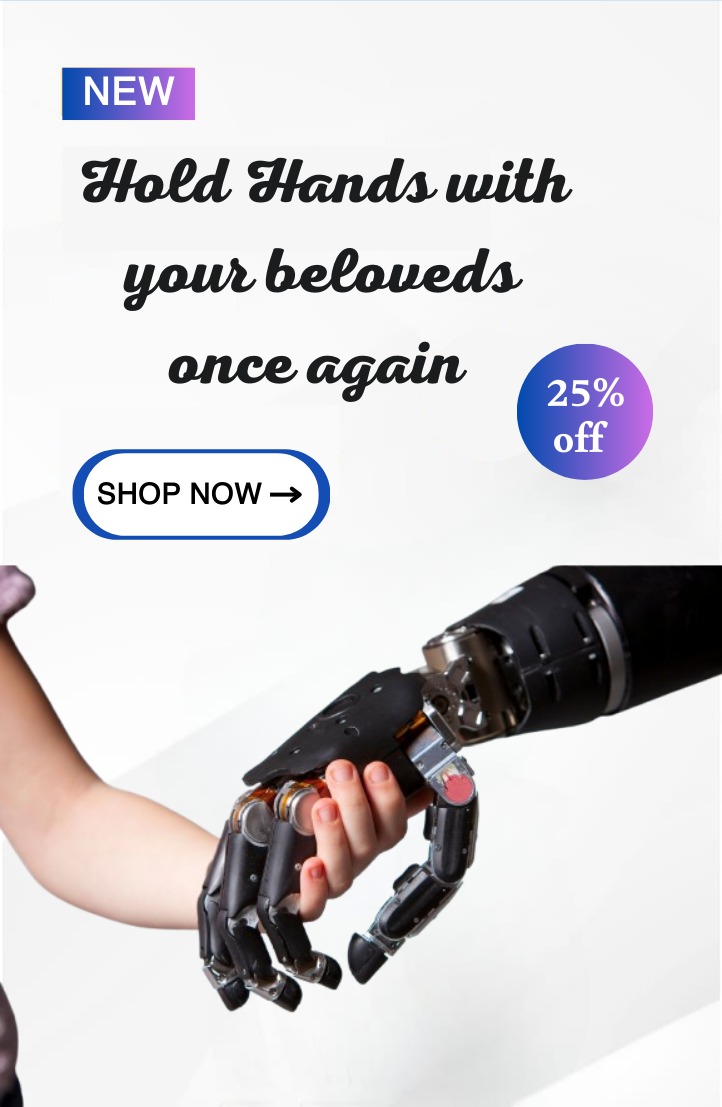 NEW
Hold Hands with
your beloveds
once again
25%
off
SHOP NOW →